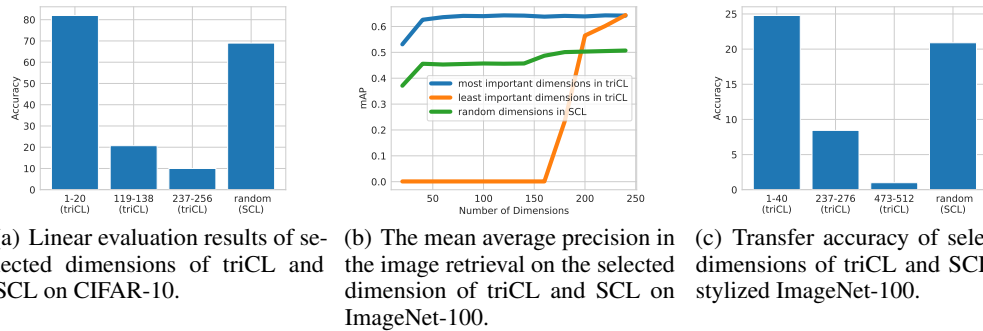 80
70
60
50
40
30
20
10
0
Accuracy
1-20 (triCL)
119-138 (triCL)
237-256 (triCL)
random (SCL)
0.6
0.5
0.4
0.3
0.2
0.1
0.0
mAP
most important dimensions in triCL
least important dimensions in triCL
random dimensions in SCL
50 100 150 200 250
Number of Dimensions
25
20
15
10
5
0
Accuracy
1-40 (triCL)
237-276 (triCL)
473-512 (triCL)
random (SCL)
(a) Linear evaluation results of se-
lected dimensions of triCL and
SCL on CIFAR-10.
(b) The mean average precision in
the image retrieval on the selected
dimension of triCL and SCL on
ImageNet-100.
(c) Transfer accuracy of sele
dimensions of triCL and SCL
stylized ImageNet-100.